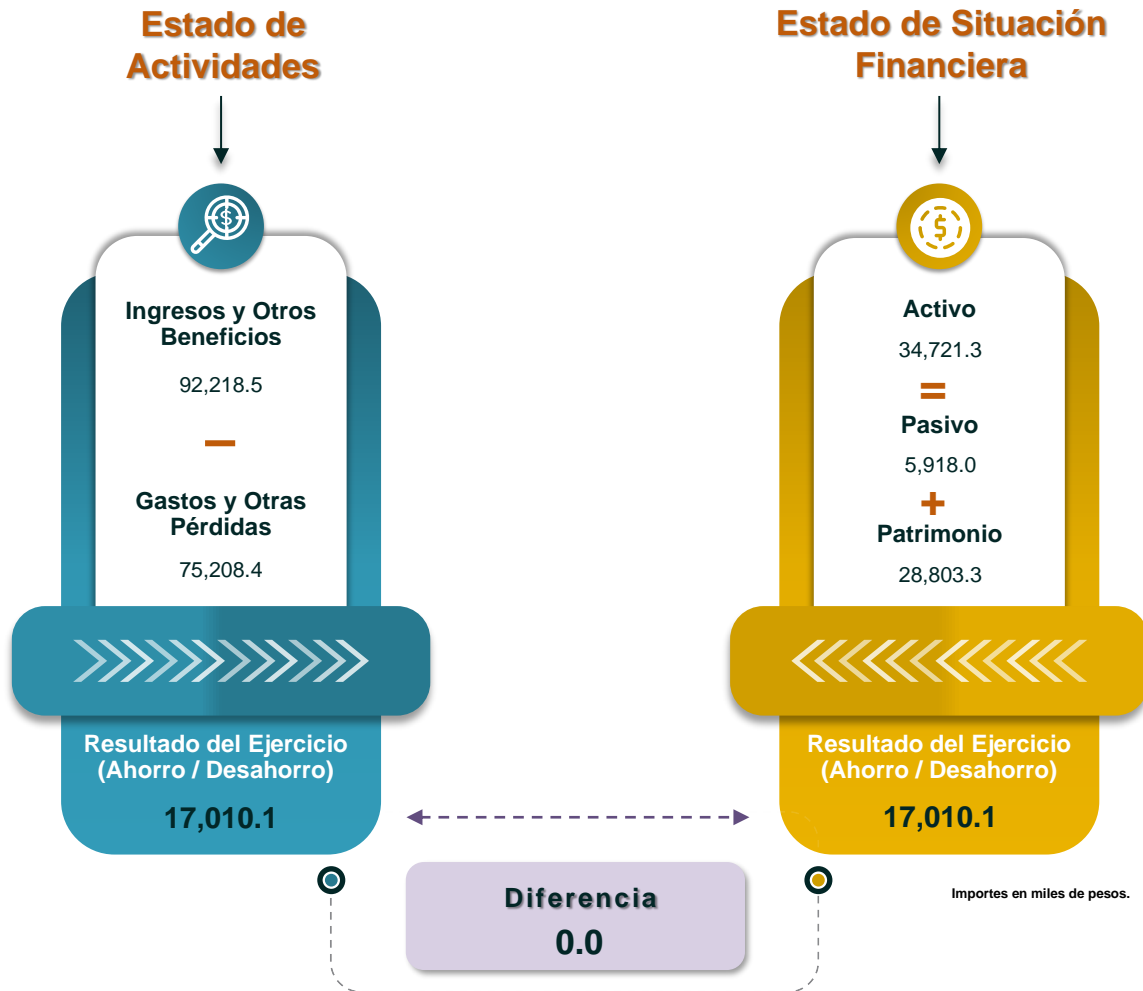 Estado de
Actividades
$
Ingresos y Otros
Beneficios
92,218.5
–
Gastos y Otras
Pérdidas
75,208.4
Resultado del Ejercicio
(Ahorro / Desahorro)
17,010.1
Estado de Situación
Financiera
$
Activo
34,721.3
=
Pasivo
5,918.0
+
Patrimonio
28,803.3
Resultado del Ejercicio
(Ahorro / Desahorro)
17,010.1
Diferencia
0.0
Importes en miles de pesos.